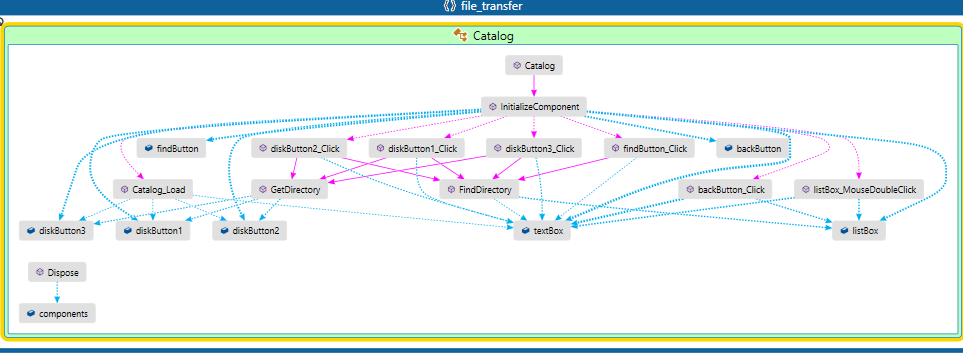 file_transfer
Catalog
Catalog
InitializeComponent
findButton
diskButton2_Click
diskButton1_Click
diskButton3_Click
findButton_Click
backButton
Catalog_Load
GetDirectory
FindDirectory
backButton_Click
listBox_MouseDoubleClick
diskButton3
diskButton1
diskButton2
textBox
listBox
Dispose
components